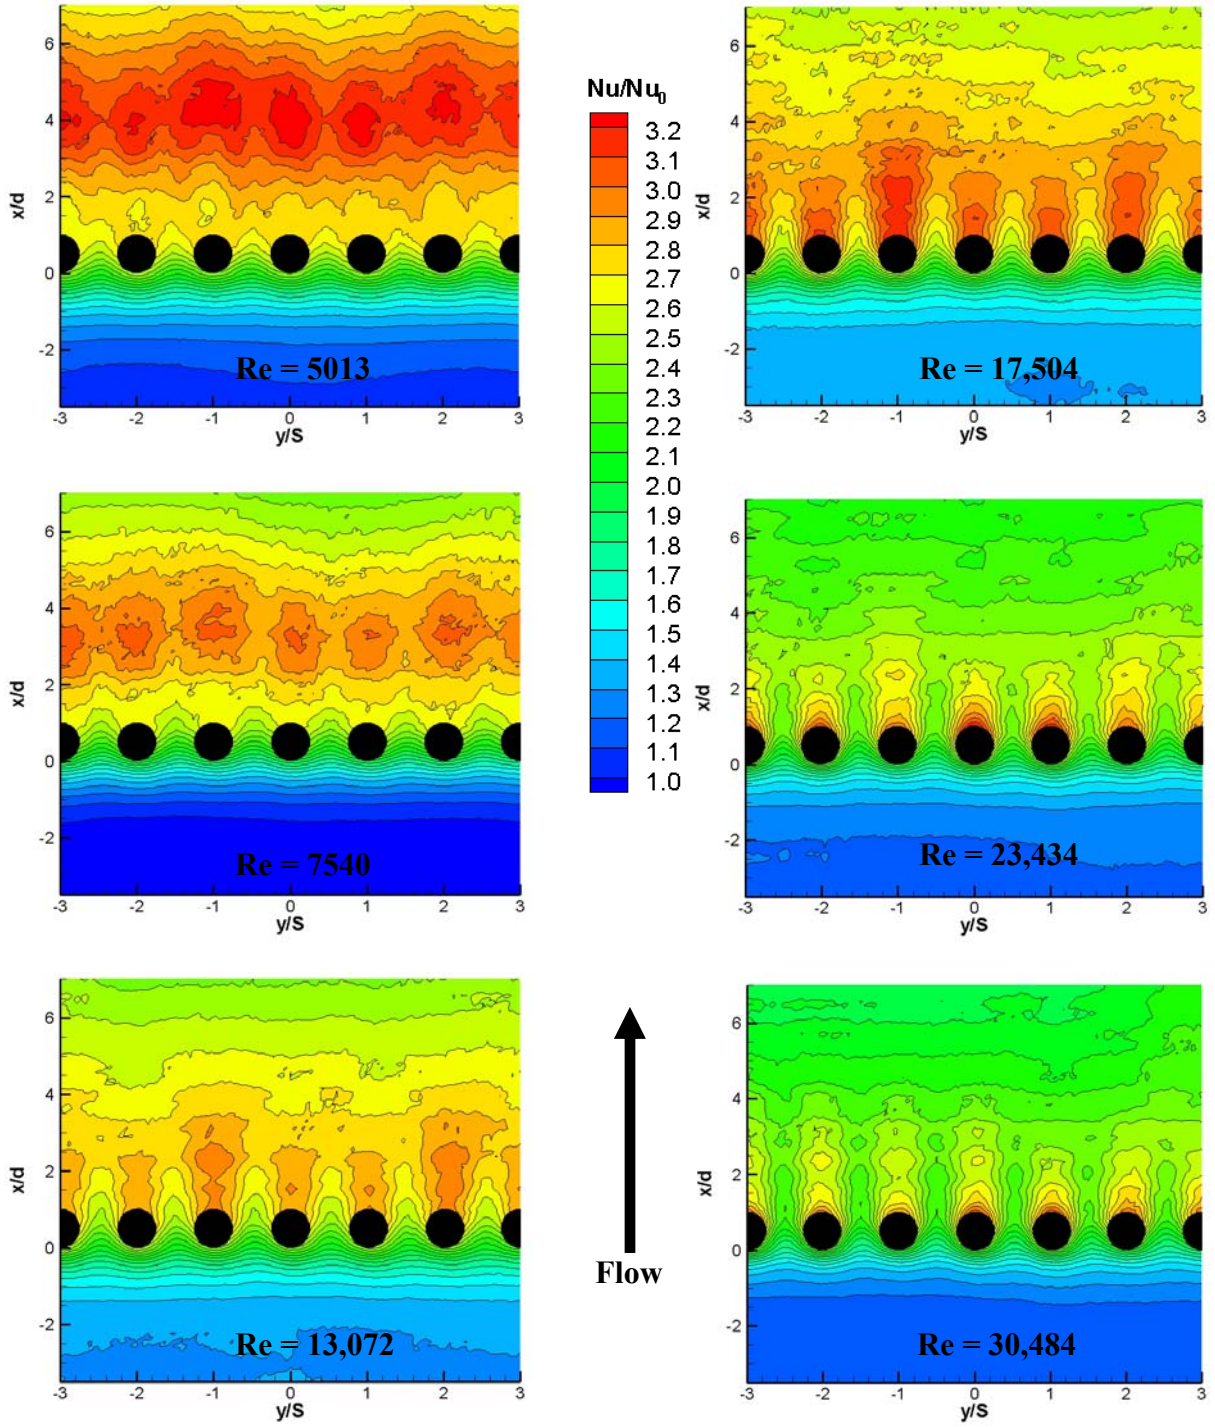 6
4
2
0
-2
x/d
Re = 5013
-3 -2 -1 0 1 2 3
y/S
Nu/Nu0
3.2
3.1
3.0
2.9
2.8
2.7
2.6
2.5
2.4
2.3
2.2
2.1
2.0
1.9
1.8
1.7
1.6
1.5
1.4
1.3
1.2
1.1
1.0
6
4
2
0
-2
x/d
Re = 17,504
-3 -2 -1 0 1 2 3
y/S
6
4
2
0
-2
x/d
Re = 7540
-3 -2 -1 0 1 2 3
y/S
6
4
2
0
-2
x/d
Re = 23,434
-3 -2 -1 0 1 2 3
y/S
6
4
2
0
-2
x/d
Re = 13,072
-3 -2 -1 0 1 2 3
y/S
Flow
6
4
2
0
-2
x/d
Re = 30,484
-3 -2 -1 0 1 2 3
y/S